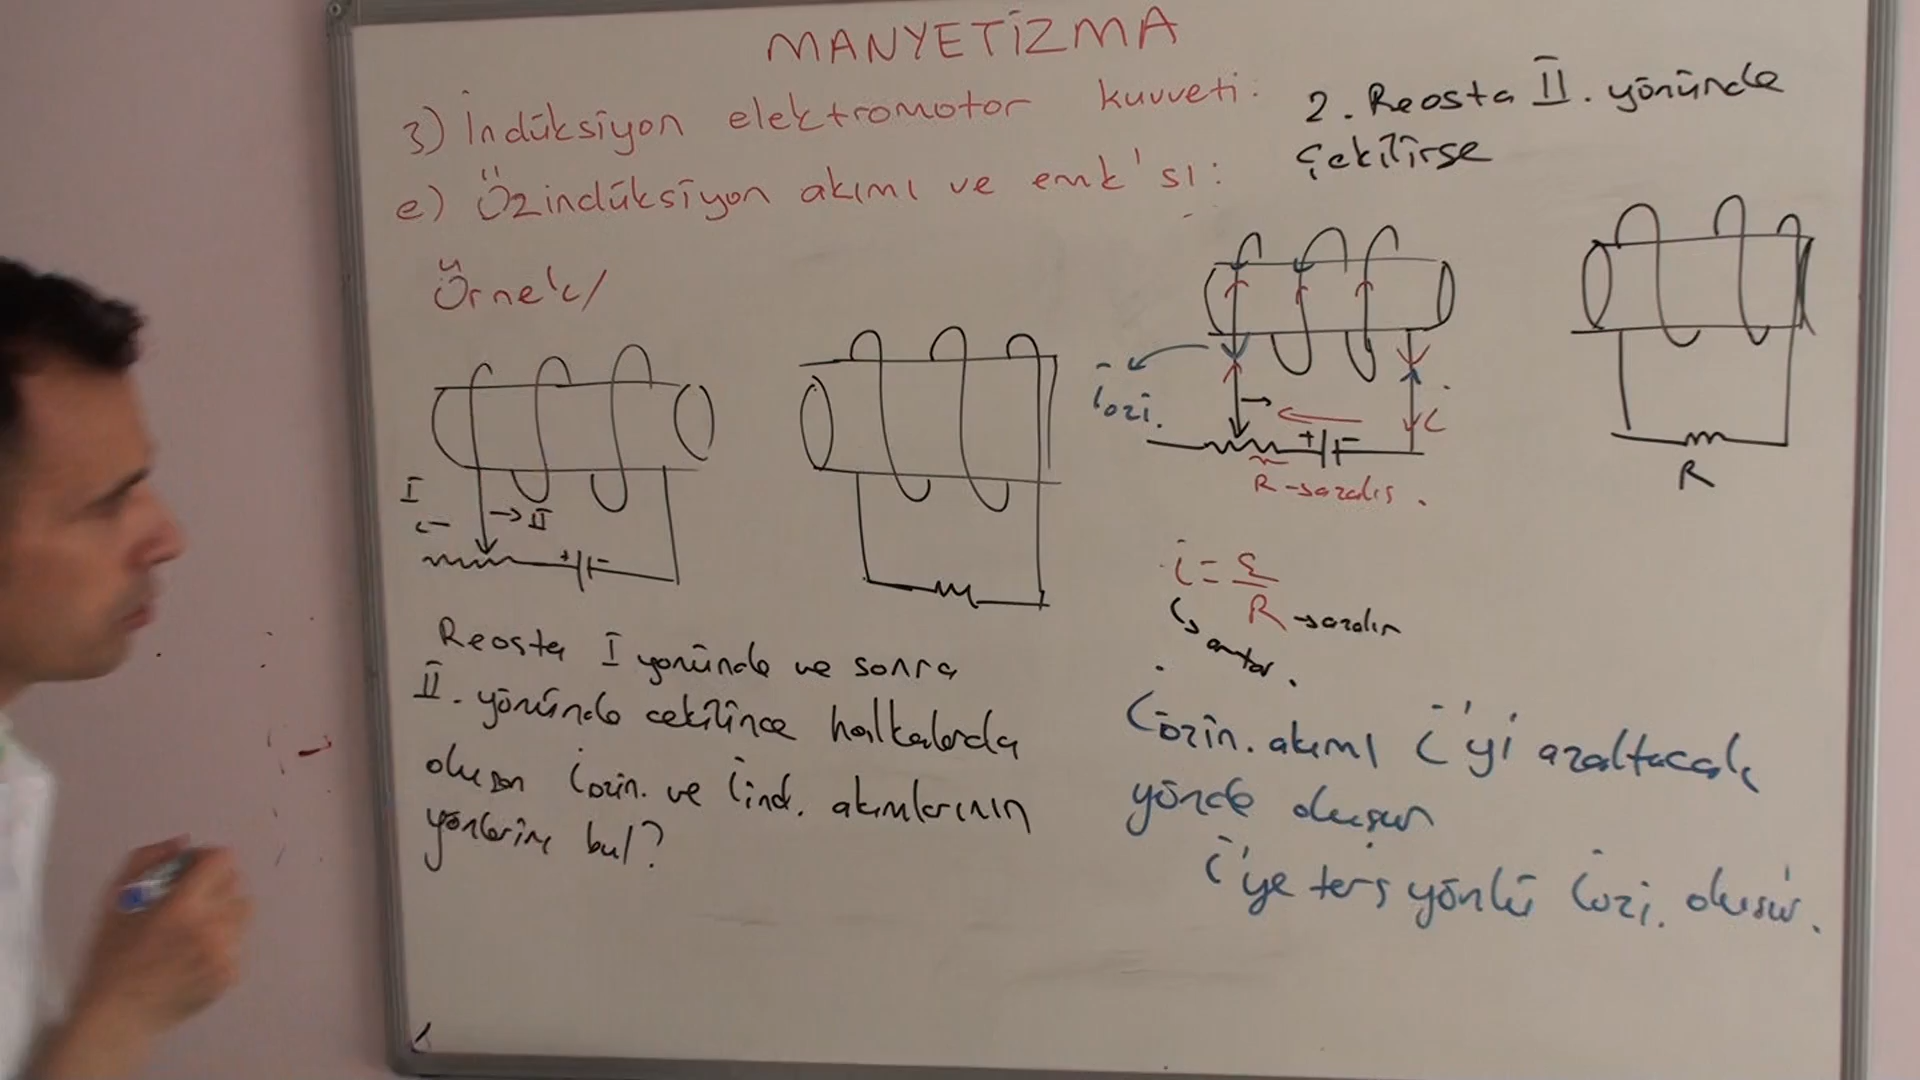 MANYETİZMA
3) İndüksiyon elektromotor kuvveti:
e) Özindüksiyon akımı ve emk'sı:
Örnek/
I
←
→ II
+ -
Reosta I yönünde ve sonra
II. yönünde çekilince halkalarda
oluşan iözin. ve iind. akımlarının
yönlerini bul?
2. Reosta II. yönünde
çekilirse
iözi.
→
←
i
+ -
R → azalır.
R
i = ε/R → azalır
↳ artar.
iözin. akımı i'yi azaltacak
yönde oluşur
i'ye ters yönlü iözi. oluşur.